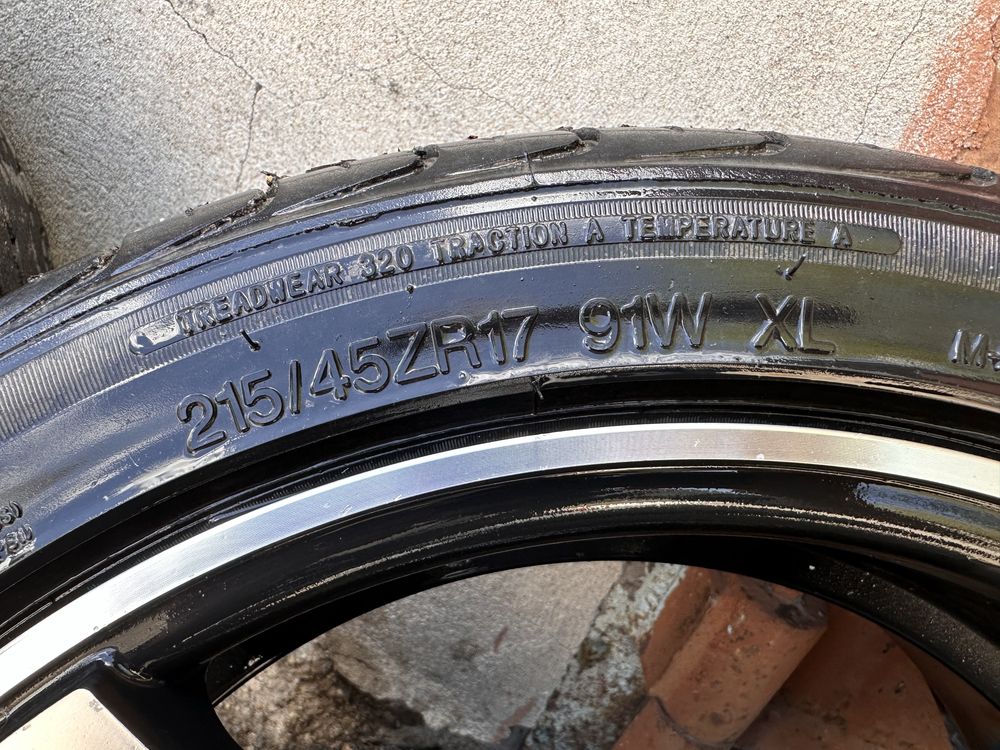 TREADWEAR 320 TRACTION A TEMPERATURE A
215/45ZR17 91W XL